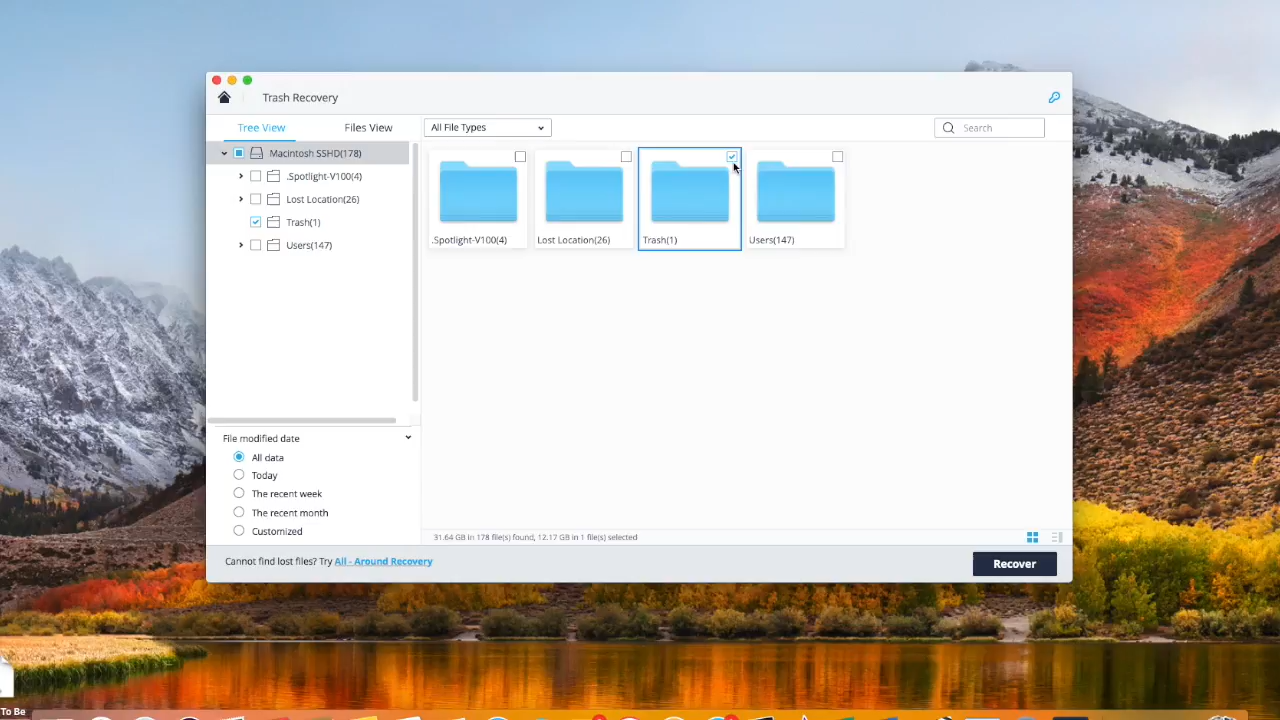 Trash Recovery
Tree View
Files View
All File Types
Search
Macintosh SSHD(178)
.Spotlight-V100(4)
Lost Location(26)
Trash(1)
Users(147)
.Spotlight-V100(4)
Lost Location(26)
Trash(1)
Users(147)
File modified date
All data
Today
The recent week
The recent month
Customized
31.64 GB in 178 file(s) found, 12.17 GB in 1 file(s) selected
Cannot find lost files? Try All - Around Recovery
Recover
To Be